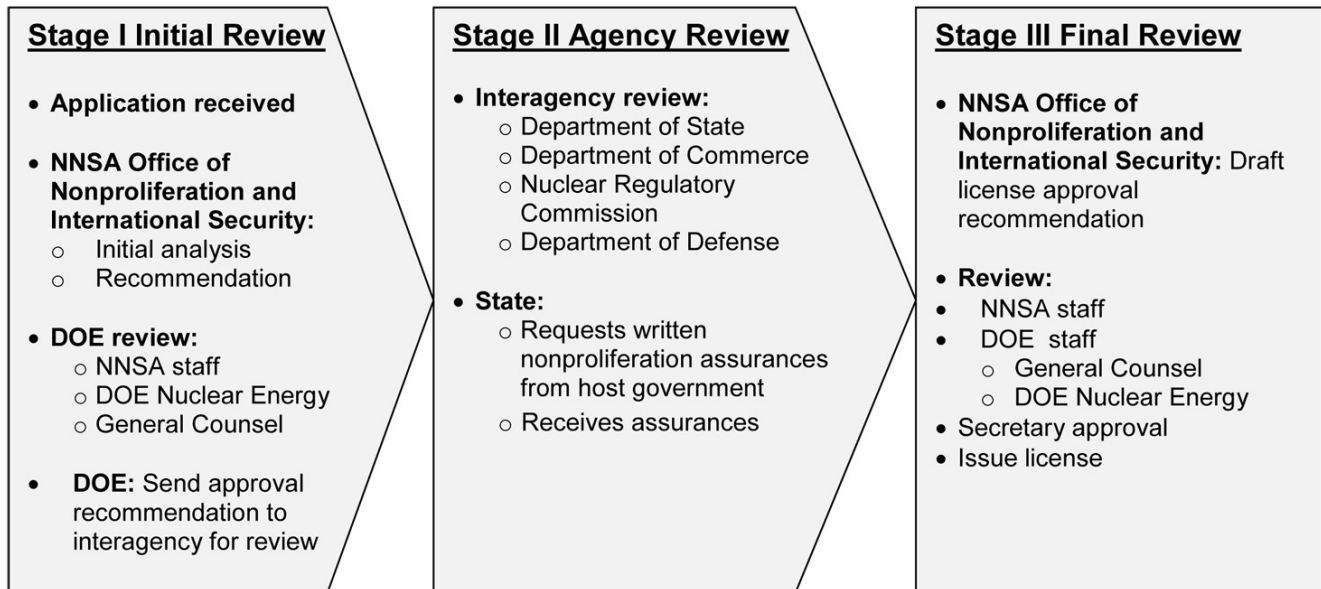 Stage I Initial Review
• Application received
• NNSA Office of
Nonproliferation and
International Security:
o Initial analysis
o Recommendation
• DOE review:
o NNSA staff
o DOE Nuclear Energy
o General Counsel
• DOE: Send approval
recommendation to
interagency for review
Stage II Agency Review
• Interagency review:
o Department of State
o Department of Commerce
o Nuclear Regulatory
Commission
o Department of Defense
• State:
o Requests written
nonproliferation assurances
from host government
o Receives assurances
Stage III Final Review
• NNSA Office of
Nonproliferation and
International Security: Draft
license approval
recommendation
• Review:
• NNSA staff
• DOE staff
o General Counsel
o DOE Nuclear Energy
• Secretary approval
• Issue license